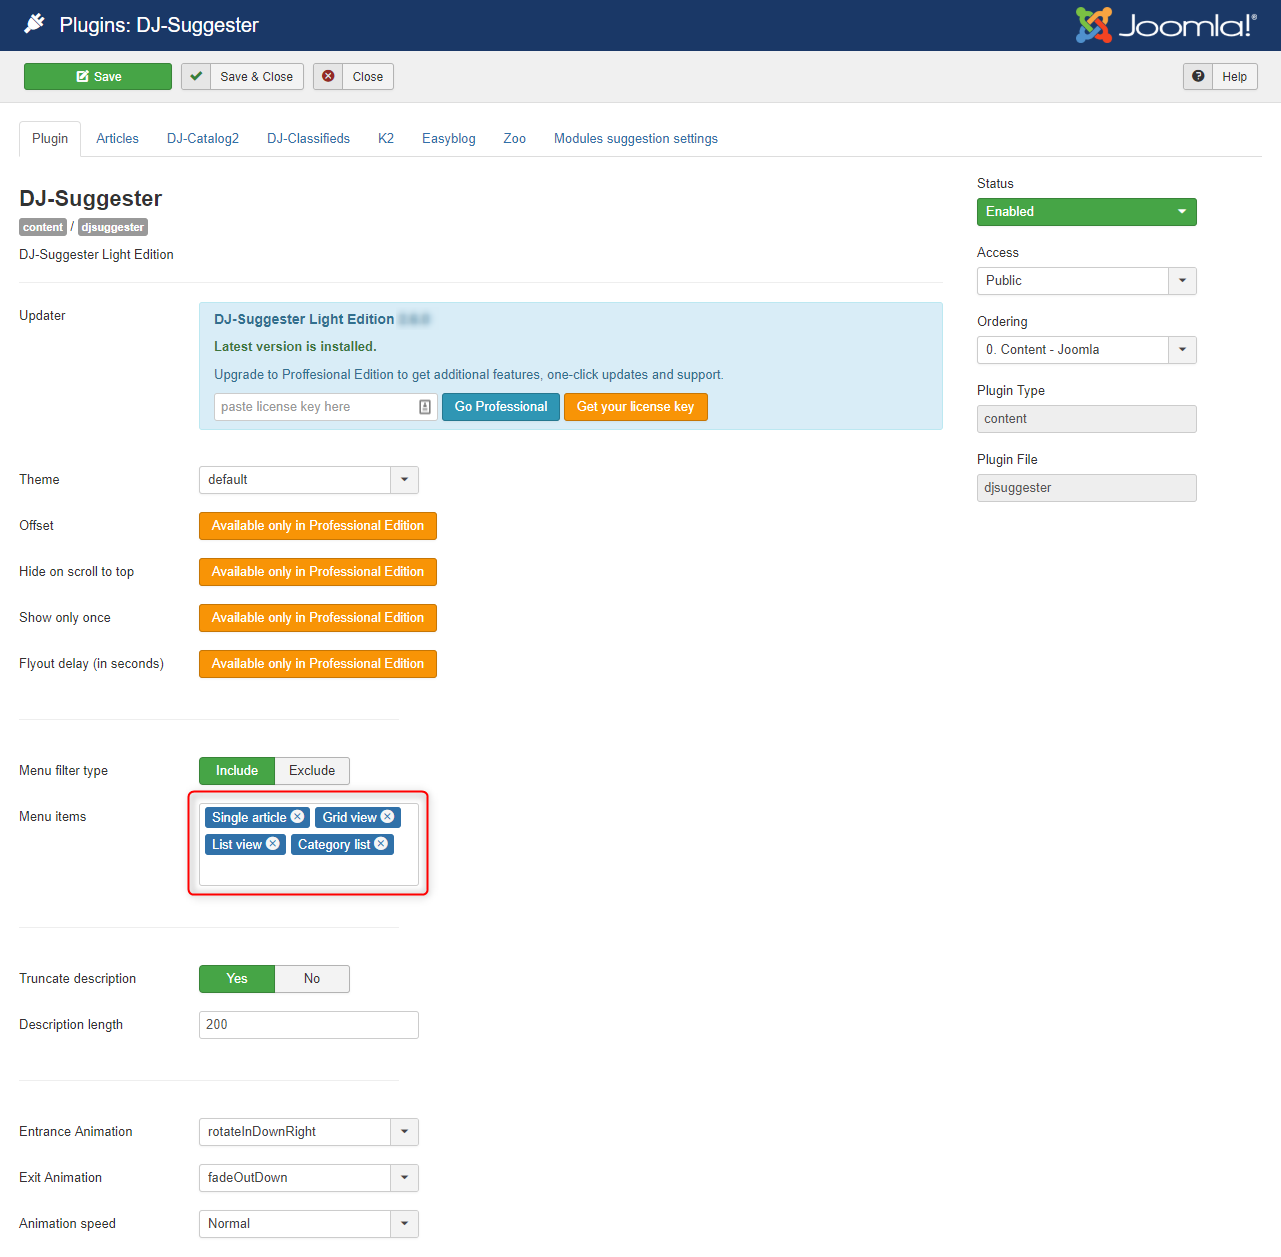 Plugins: DJ-Suggester
Joomla!®
Save
Save & Close
Close
Help
Plugin
Articles
DJ-Catalog2
DJ-Classifieds
K2
Easyblog
Zoo
Modules suggestion settings
DJ-Suggester
content / djsuggester
DJ-Suggester Light Edition
Updater
DJ-Suggester Light Edition
Latest version is installed.
Upgrade to Proffesional Edition to get additional features, one-click updates and support.
paste license key here
Go Professional
Get your license key
Theme
default
Offset
Available only in Professional Edition
Hide on scroll to top
Available only in Professional Edition
Show only once
Available only in Professional Edition
Flyout delay (in seconds)
Available only in Professional Edition
Menu filter type
Include
Exclude
Menu items
Single article
Grid view
List view
Category list
Truncate description
Yes
No
Description length
200
Entrance Animation
rotateInDownRight
Exit Animation
fadeOutDown
Animation speed
Normal
Status
Enabled
Access
Public
Ordering
0. Content - Joomla
Plugin Type
content
Plugin File
djsuggester